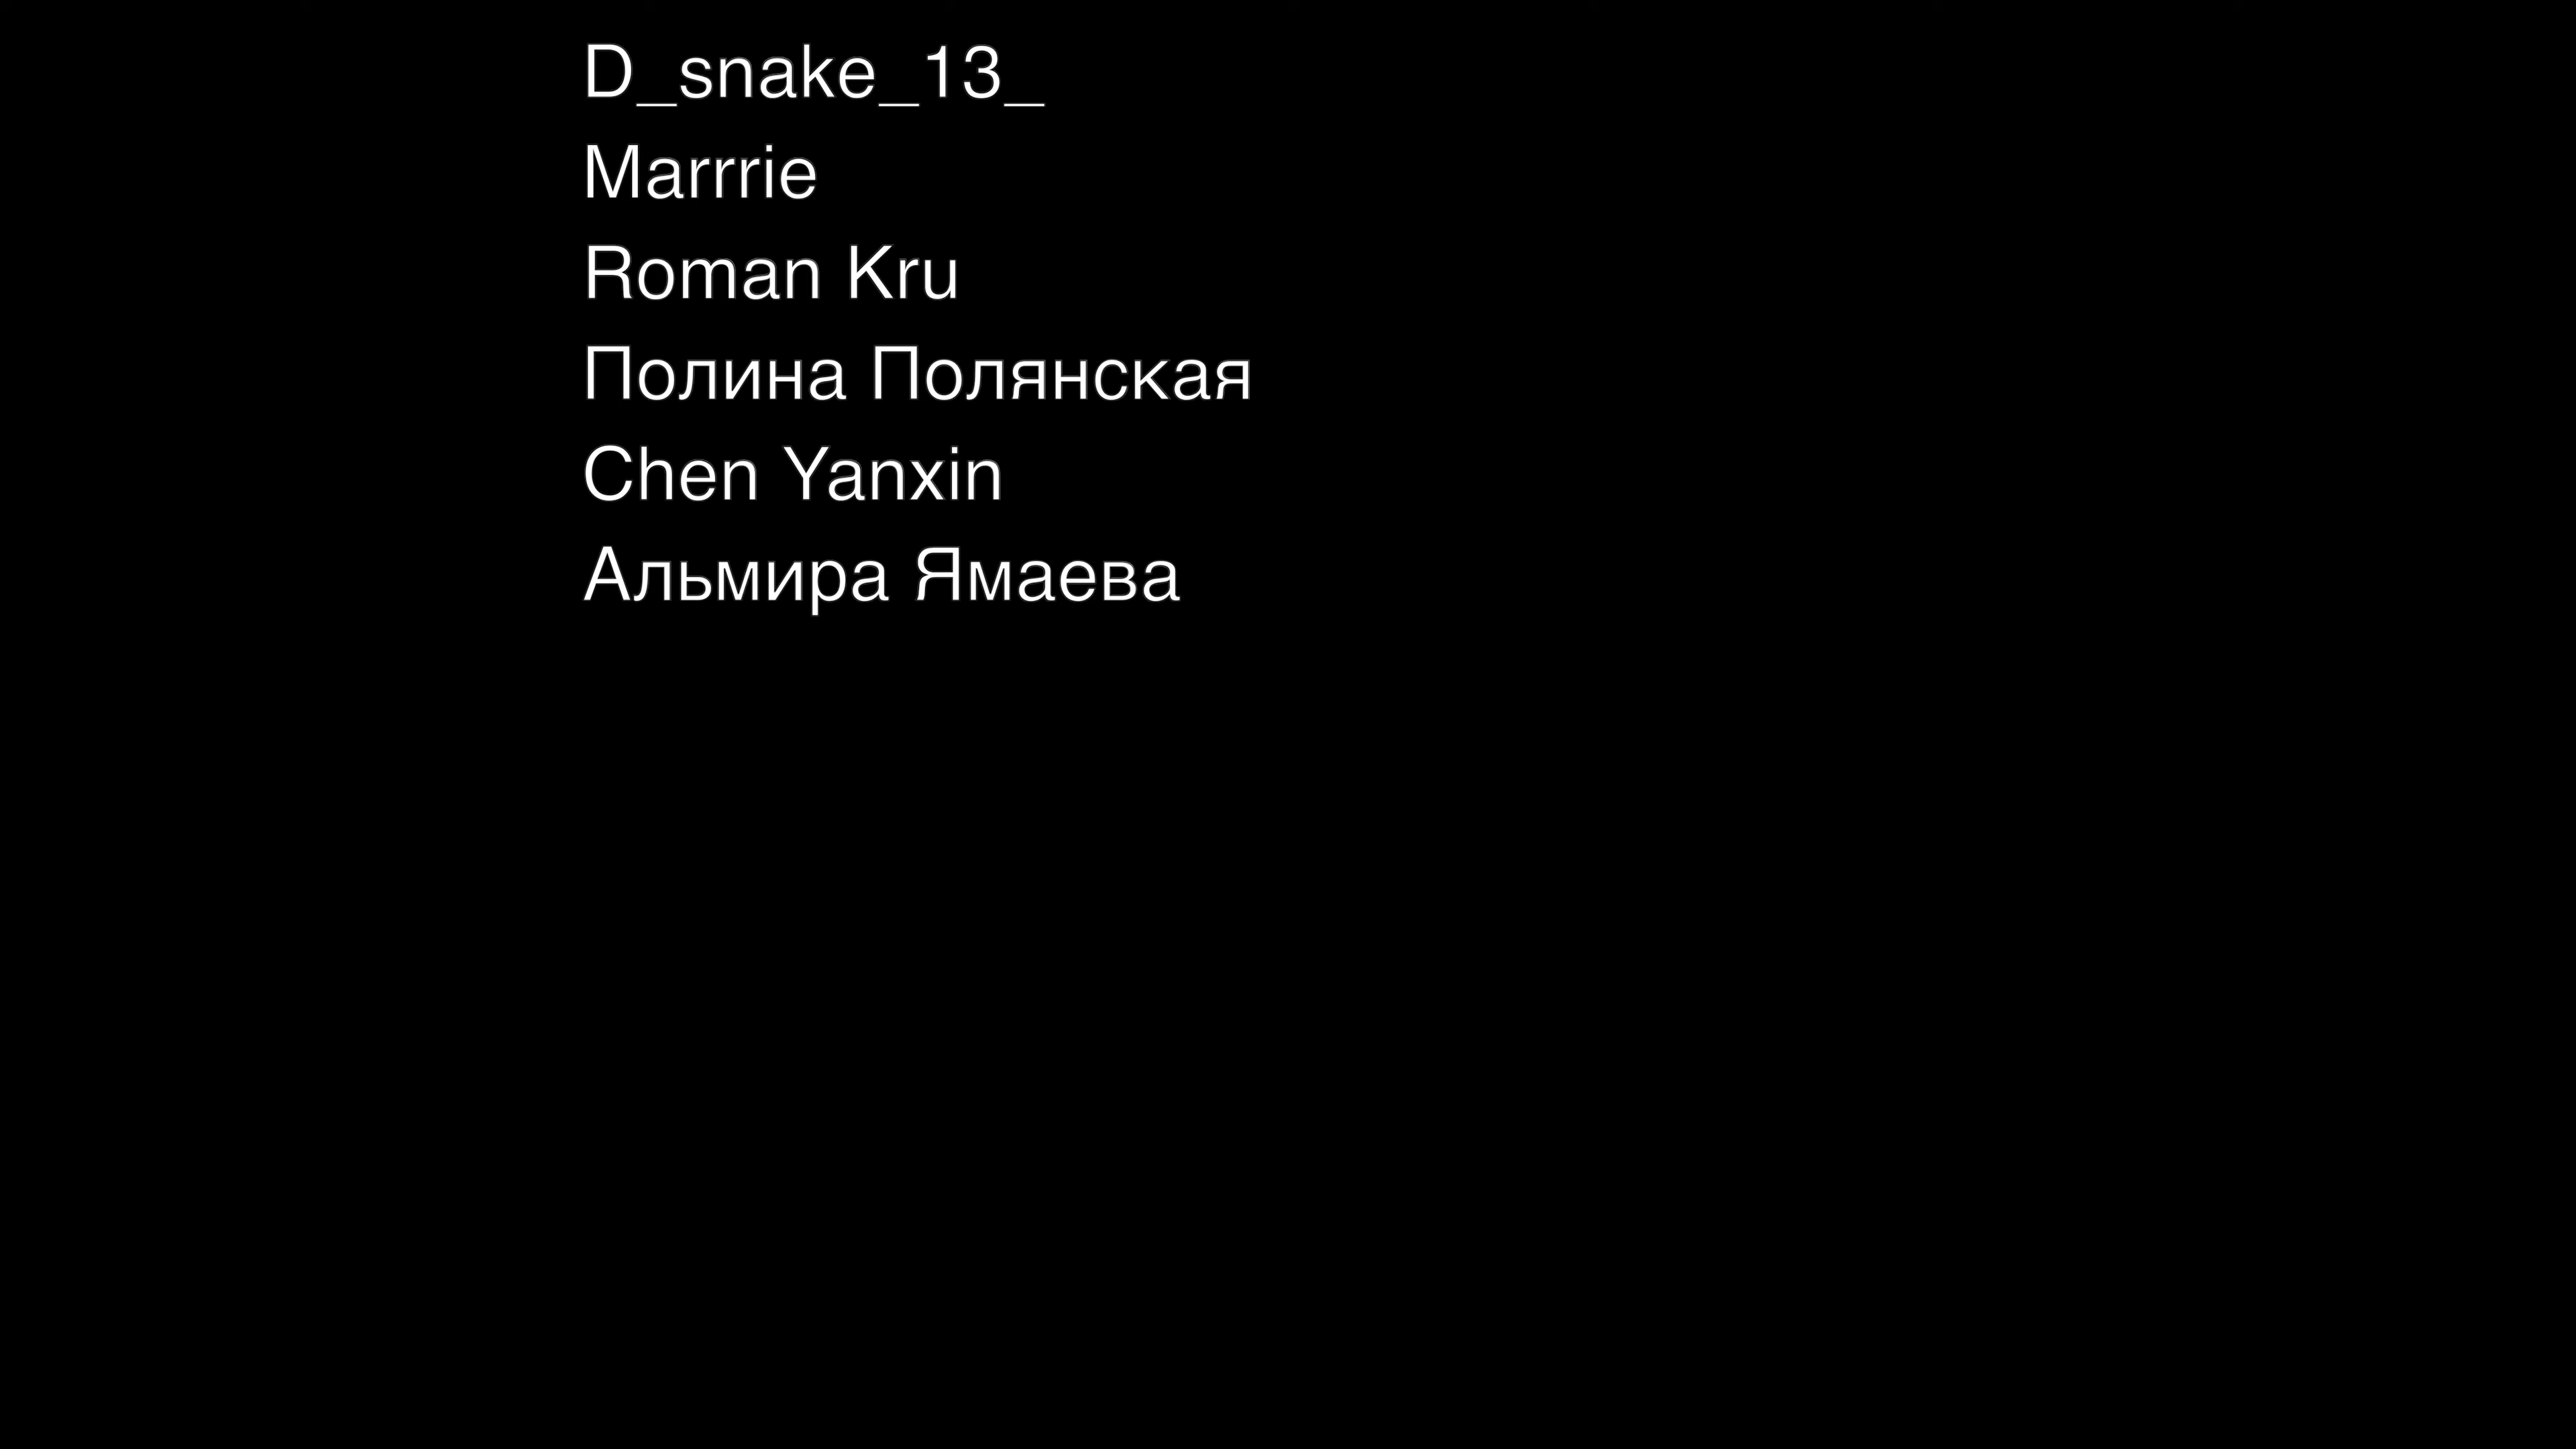 D_snake_13_
Marrrie
Roman Kru
Полина Полянская
Chen Yanxin
Альмира Ямаева